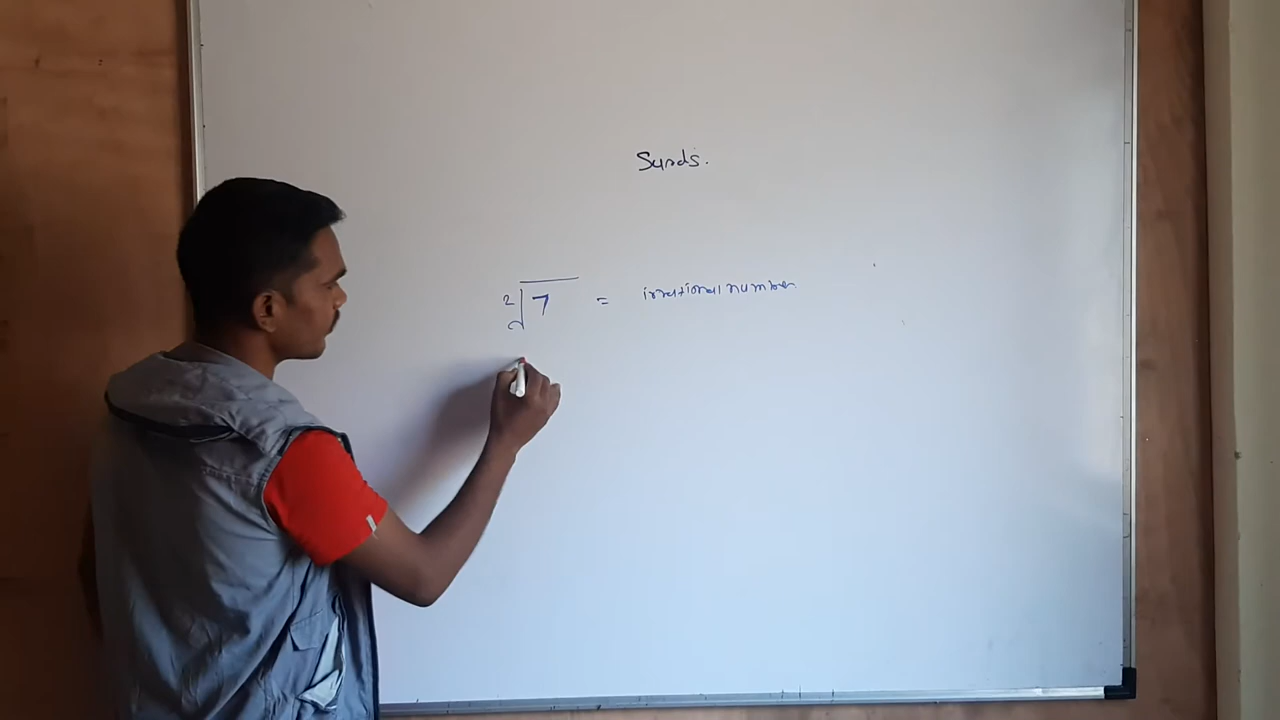 Surds.
²√7 = irrational number